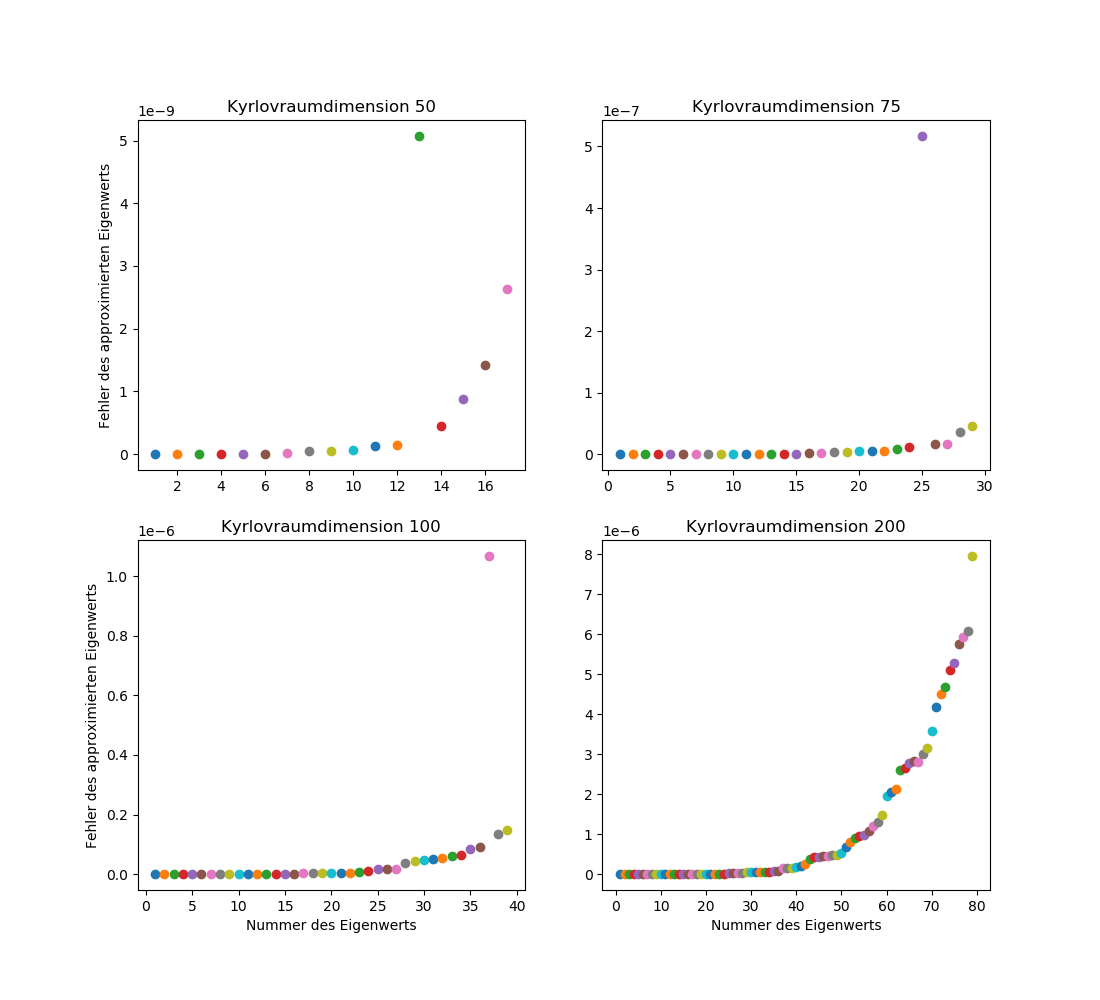 Kyrlovraumdimension 50
1e−9
Fehler des approximierten Eigenwerts
5
4
3
2
1
0
2 4 6 8 10 12 14 16
Kyrlovraumdimension 75
1e−7
5
4
3
2
1
0
0 5 10 15 20 25 30
Kyrlovraumdimension 100
1e−6
Fehler des approximierten Eigenwerts
1.0
0.8
0.6
0.4
0.2
0.0
0 5 10 15 20 25 30 35 40
Nummer des Eigenwerts
Kyrlovraumdimension 200
1e−6
8
7
6
5
4
3
2
1
0
0 10 20 30 40 50 60 70 80
Nummer des Eigenwerts